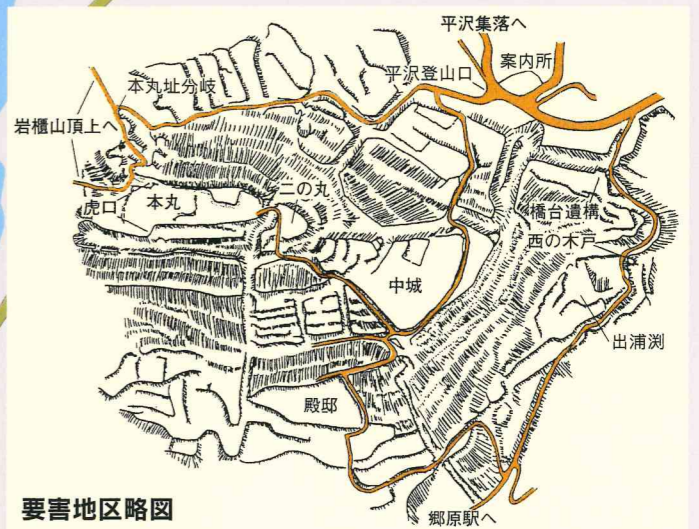 平沢集落へ
案内所
平沢登山口
本丸址分岐
岩櫃山頂上へ
虎口
本丸
二の丸
橋台遺構
西の木戸
中城
出浦渕
殿邸
郷原駅へ
要害地区略図